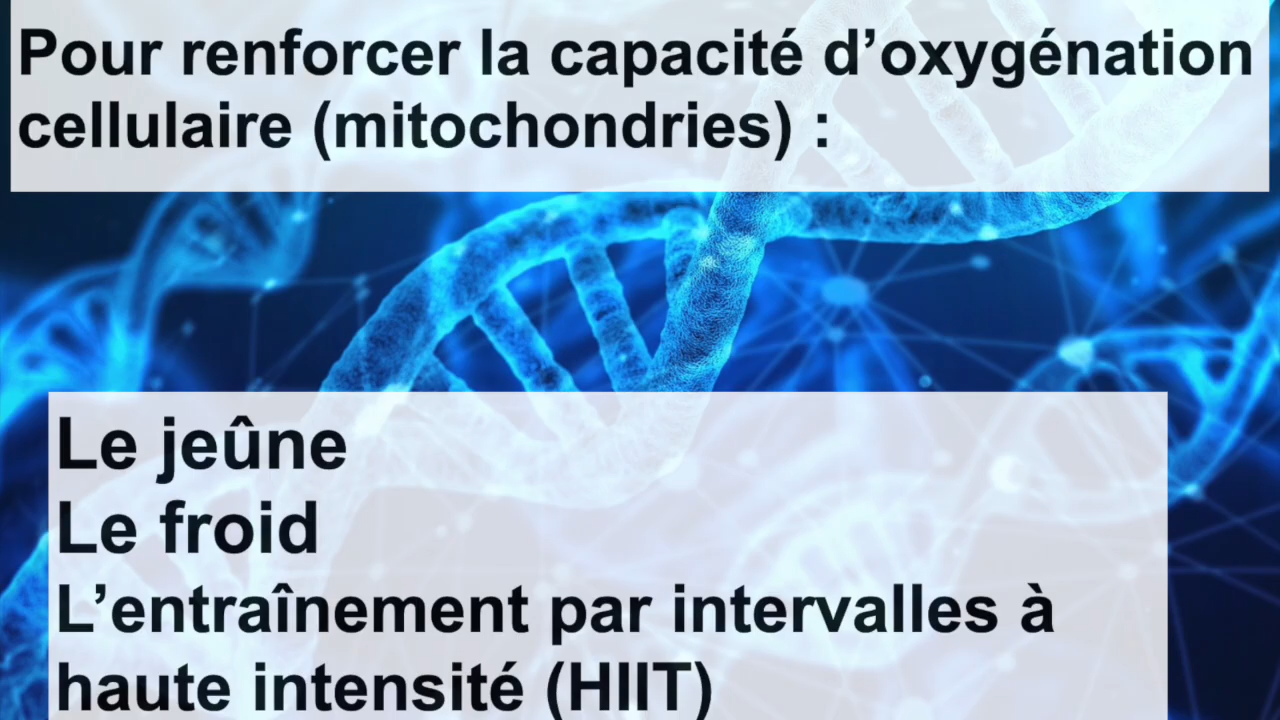 Pour renforcer la capacité d’oxygénation
cellulaire (mitochondries) :
Le jeûne
Le froid
L’entraînement par intervalles à
haute intensité (HIIT)